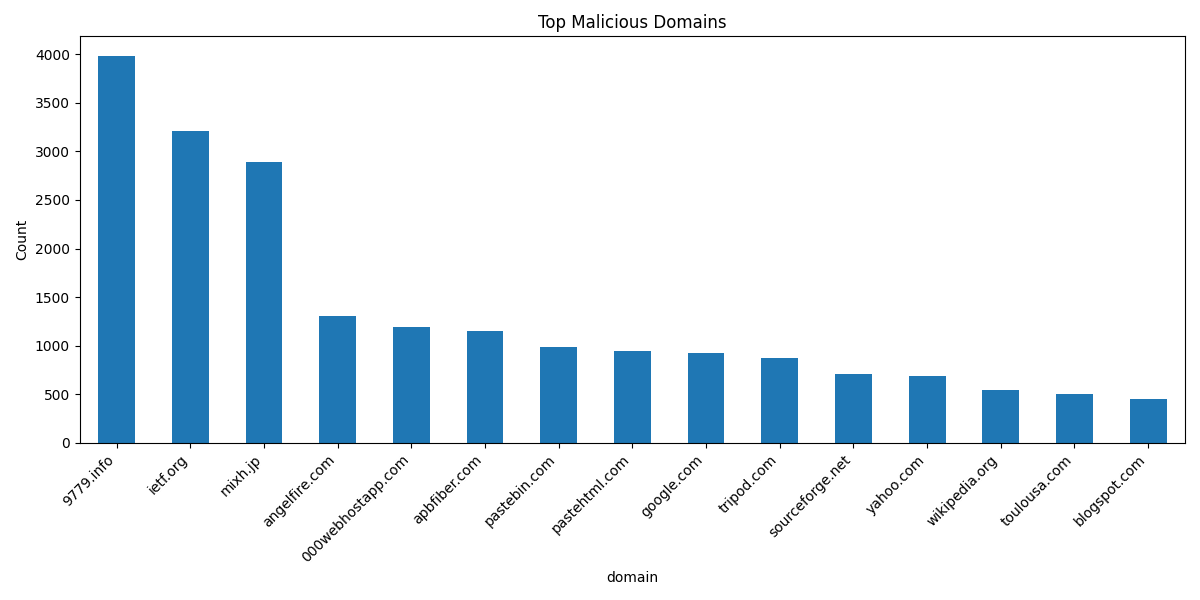 Top Malicious Domains
Count
4000
3500
3000
2500
2000
1500
1000
500
0
9779.info
ietf.org
mixh.jp
angelfire.com
000webhostapp.com
apbfiber.com
pastebin.com
pastehtml.com
google.com
tripod.com
sourceforge.net
yahoo.com
wikipedia.org
toulousa.com
blogspot.com
domain